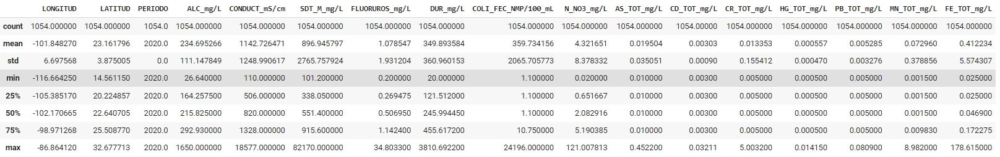 LONGITUD LATITUD PERIODO ALC_mg/L CONDUCT_mS/cm SDT_M_mg/L FLUORUROS_mg/L DUR_mg/L COLI_FEC_NMP/100_mL N_NO3_mg/L AS_TOT_mg/L CD_TOT_mg/L CR_TOT_mg/L HG_TOT_mg/L PB_TOT_mg/L MN_TOT_mg/L FE_TOT_mg/L
count 1054.000000 1054.000000 1054.0 1054.000000 1054.000000 1054.000000 1054.000000 1054.000000 1054.000000 1054.000000 1054.000000 1054.00000 1054.000000 1054.000000 1054.000000 1054.000000 1054.000000
mean -101.848270 23.161796 2020.0 234.695266 1142.726471 896.945797 1.078547 349.893584 359.734156 4.321651 0.019504 0.00303 0.013353 0.000557 0.005285 0.072960 0.412234
std 6.697568 3.875005 0.0 111.147849 1248.990617 2765.757924 1.931204 360.960153 2065.705773 8.378332 0.035051 0.00090 0.155412 0.000470 0.003276 0.378856 5.574307
min -116.664250 14.561150 2020.0 26.640000 110.000000 101.200000 0.200000 20.000000 1.100000 0.020000 0.010000 0.00300 0.005000 0.000500 0.005000 0.001500 0.025000
25% -105.385170 20.224857 2020.0 164.257500 506.000000 338.050000 0.269475 121.512000 1.100000 0.651667 0.010000 0.00300 0.005000 0.000500 0.005000 0.001500 0.025000
50% -102.170665 22.640705 2020.0 215.825000 820.000000 551.400000 0.506950 245.994450 1.100000 2.082916 0.010000 0.00300 0.005000 0.000500 0.005000 0.001500 0.046900
75% -98.971268 25.508770 2020.0 292.930000 1328.000000 915.600000 1.142400 455.617200 10.750000 5.190385 0.010000 0.00300 0.005000 0.000500 0.005000 0.009830 0.172275
max -86.864120 32.677713 2020.0 1650.000000 18577.000000 82170.000000 34.803300 3810.692200 24196.000000 121.007813 0.452200 0.03211 5.003200 0.014150 0.080900 8.982000 178.615000